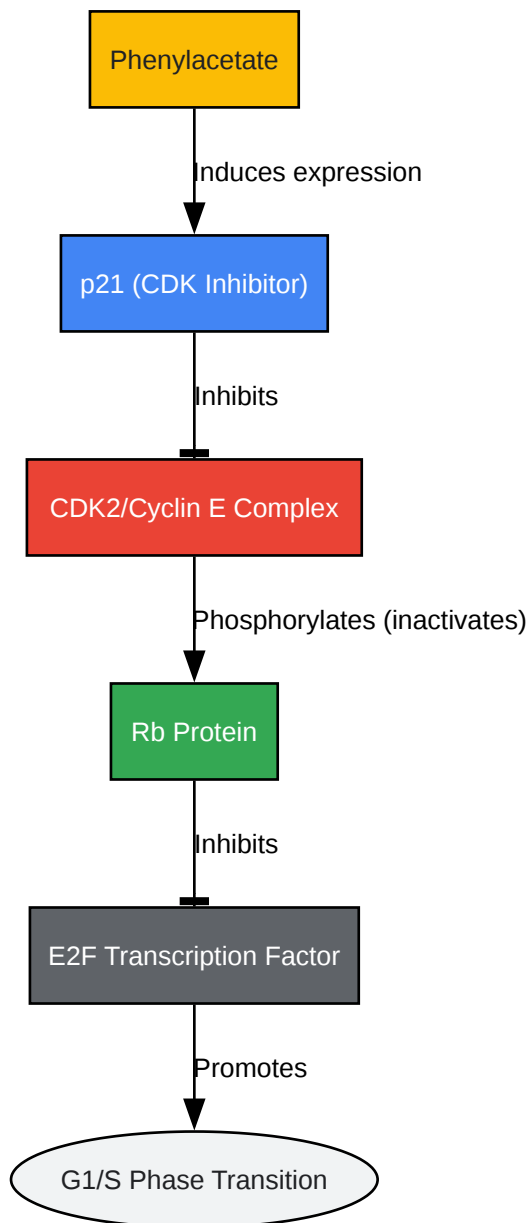 Phenylacetate
Induces expression
p21 (CDK Inhibitor)
Inhibits
CDK2/Cyclin E Complex
Phosphorylates (inactivates)
Rb Protein
Inhibits
E2F Transcription Factor
Promotes
G1/S Phase Transition